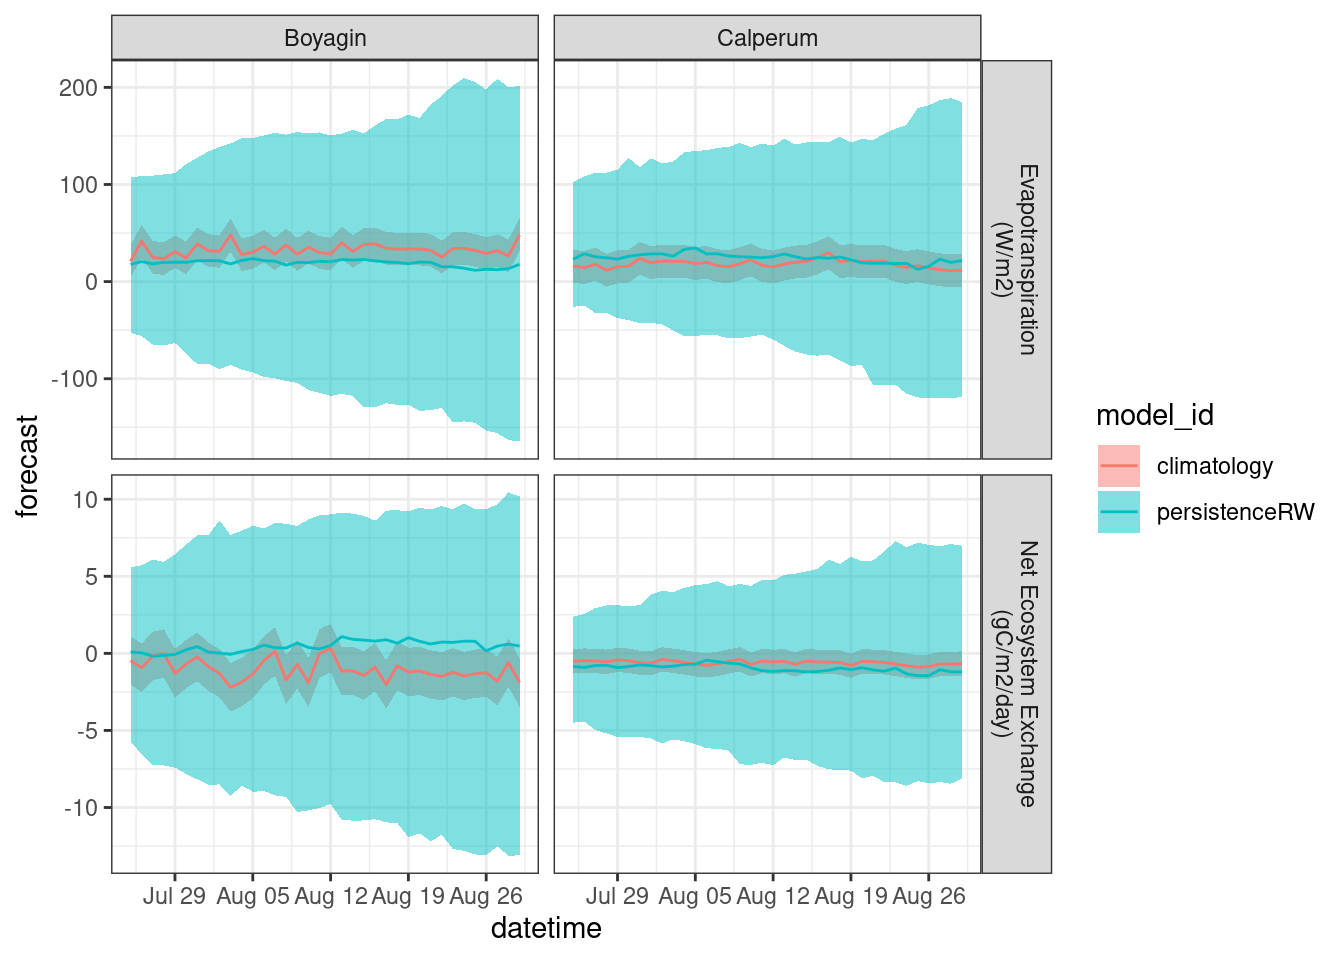 Boyagin
Calperum
200
100
0
-100
Evapotranspiration
(W/m2)
10
5
0
-5
-10
Net Ecosystem Exchange
(gC/m2/day)
forecast
Jul 29 Aug 05 Aug 12 Aug 19 Aug 26
Jul 29 Aug 05 Aug 12 Aug 19 Aug 26
datetime
model_id
climatology
persistenceRW